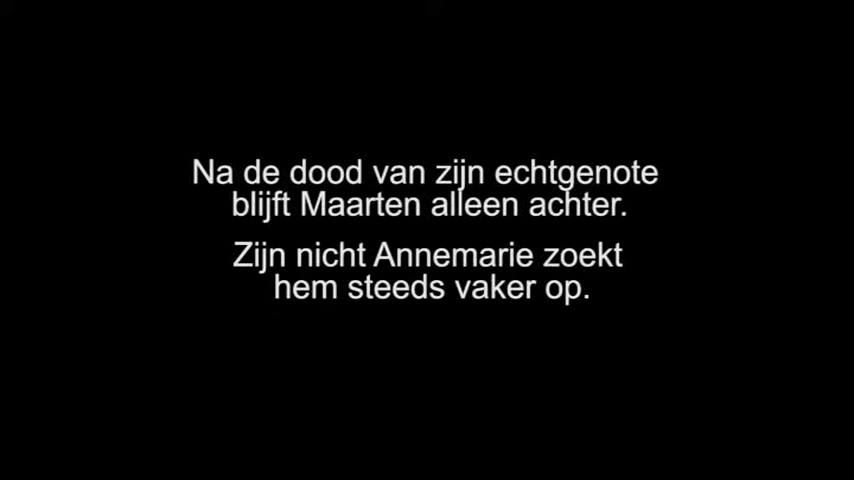 Na de dood van zijn echtgenote
blijft Maarten alleen achter.
Zijn nicht Annemarie zoekt
hem steeds vaker op.